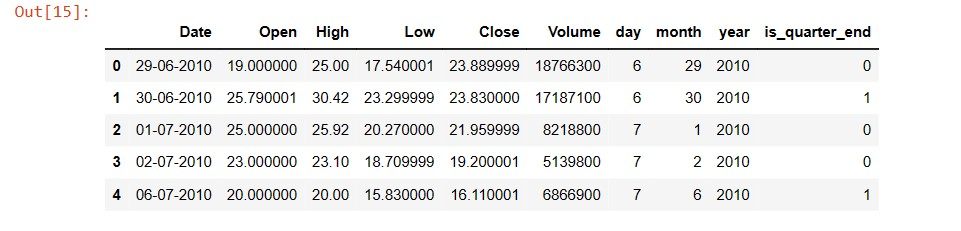 Out[15]:
Date Open High Low Close Volume day month year is_quarter_end
0 29-06-2010 19.000000 25.00 17.540001 23.889999 18766300 6 29 2010 0
1 30-06-2010 25.790001 30.42 23.299999 23.830000 17187100 6 30 2010 1
2 01-07-2010 25.000000 25.92 20.270000 21.959999 8218800 7 1 2010 0
3 02-07-2010 23.000000 23.10 18.709999 19.200001 5139800 7 2 2010 0
4 06-07-2010 20.000000 20.00 15.830000 16.110001 6866900 7 6 2010 1